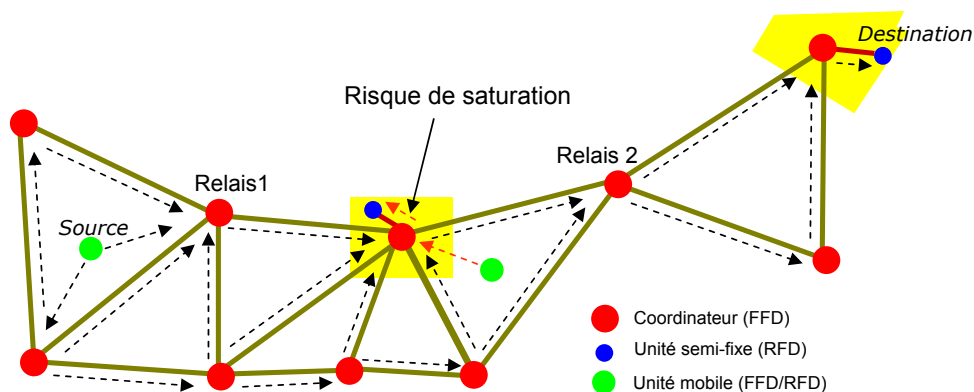 Destination
Risque de saturation
Relais 2
Relais1
Source
Coordinateur (FFD)
Unité semi-fixe (RFD)
Unité mobile (FFD/RFD)